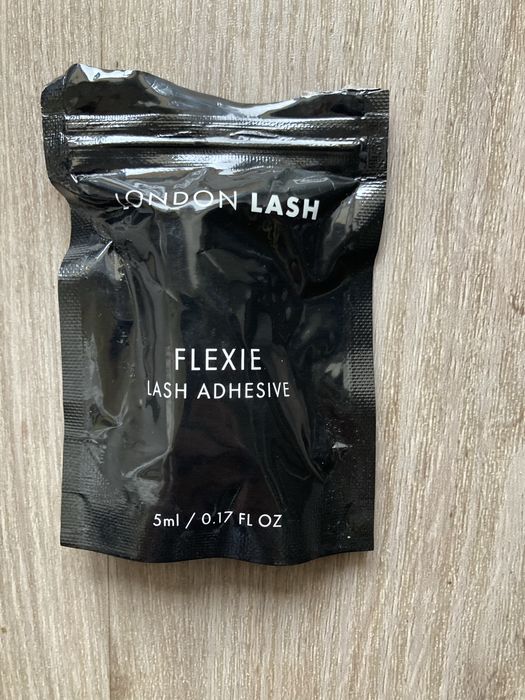 LONDON LASH
FLEXIE
LASH ADHESIVE
5ml / 0.17 FL OZ